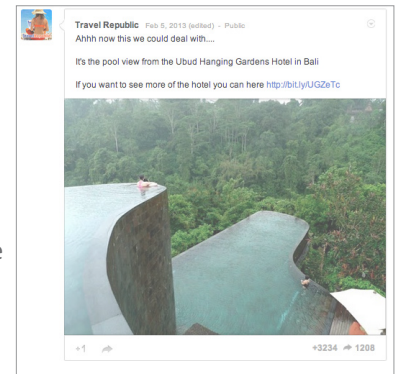 Travel Republic Feb 5, 2013 (edited) - Public
Ahhh now this we could deal with....
It's the pool view from the Ubud Hanging Gardens Hotel in Bali
If you want to see more of the hotel you can here http://bit.ly/UGZeTc
e
+1 +3234 1208